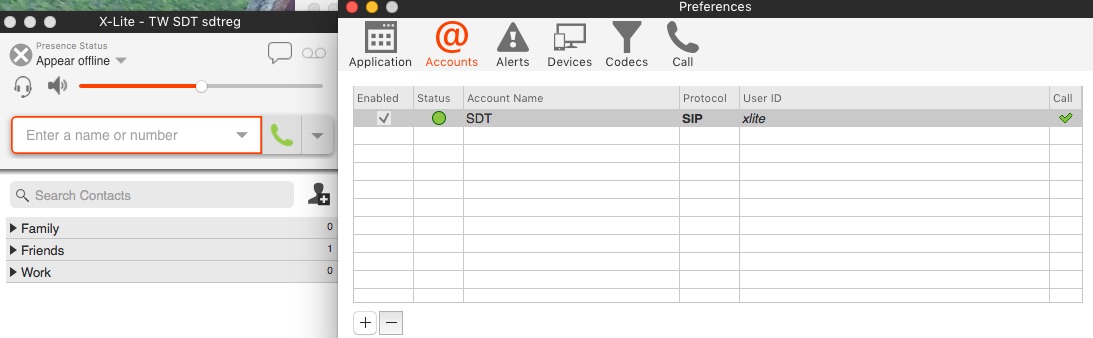 X-Lite - TW SDT sdtreg
Presence Status
Appear offline
Enter a name or number
Search Contacts
Family 0
Friends 1
Work 0
Preferences
Application Accounts Alerts Devices Codecs Call
Enabled Status Account Name Protocol User ID Call
SDT SIP xlite